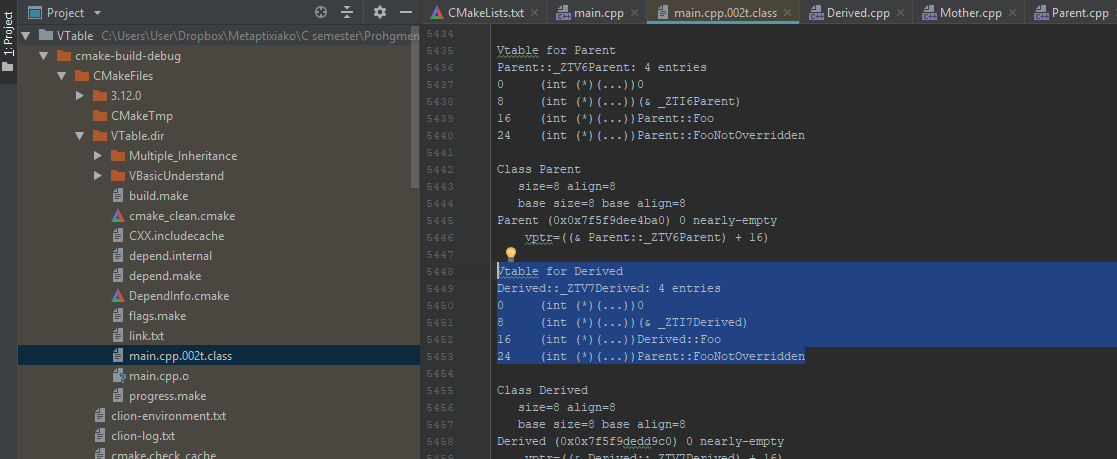 1: Project
Project
VTable C:\Users\User\Dropbox\Metaptixiako\C semester\Prohgmen
cmake-build-debug
CMakeFiles
3.12.0
CMakeTmp
VTable.dir
Multiple_Inheritance
VBasicUnderstand
build.make
cmake_clean.cmake
CXX.includecache
depend.internal
depend.make
DependInfo.cmake
flags.make
link.txt
main.cpp.002t.class
main.cpp.o
progress.make
clion-environment.txt
clion-log.txt
cmake.check_cache
CMakeLists.txt main.cpp main.cpp.002t.class Derived.cpp Mother.cpp Parent.cpp
5434
5435 Vtable for Parent
5436 Parent::_ZTV6Parent: 4 entries
5437 0 (int (*)(...))0
5438 8 (int (*)(...))(& _ZTI6Parent)
5439 16 (int (*)(...))Parent::Foo
5440 24 (int (*)(...))Parent::FooNotOverridden
5441
5442 Class Parent
5443 size=8 align=8
5444 base size=8 base align=8
5445 Parent (0x0x7f5f9dee4ba0) 0 nearly-empty
5446 vptr=((& Parent::_ZTV6Parent) + 16)
5447
5448 Vtable for Derived
5449 Derived::_ZTV7Derived: 4 entries
5450 0 (int (*)(...))0
5451 8 (int (*)(...))(& _ZTI7Derived)
5452 16 (int (*)(...))Derived::Foo
5453 24 (int (*)(...))Parent::FooNotOverridden
5454
5455 Class Derived
5456 size=8 align=8
5457 base size=8 base align=8
5458 Derived (0x0x7f5f9dedd9c0) 0 nearly-empty
5459 vptr=((& Derived::_ZTV7Derived) + 16)